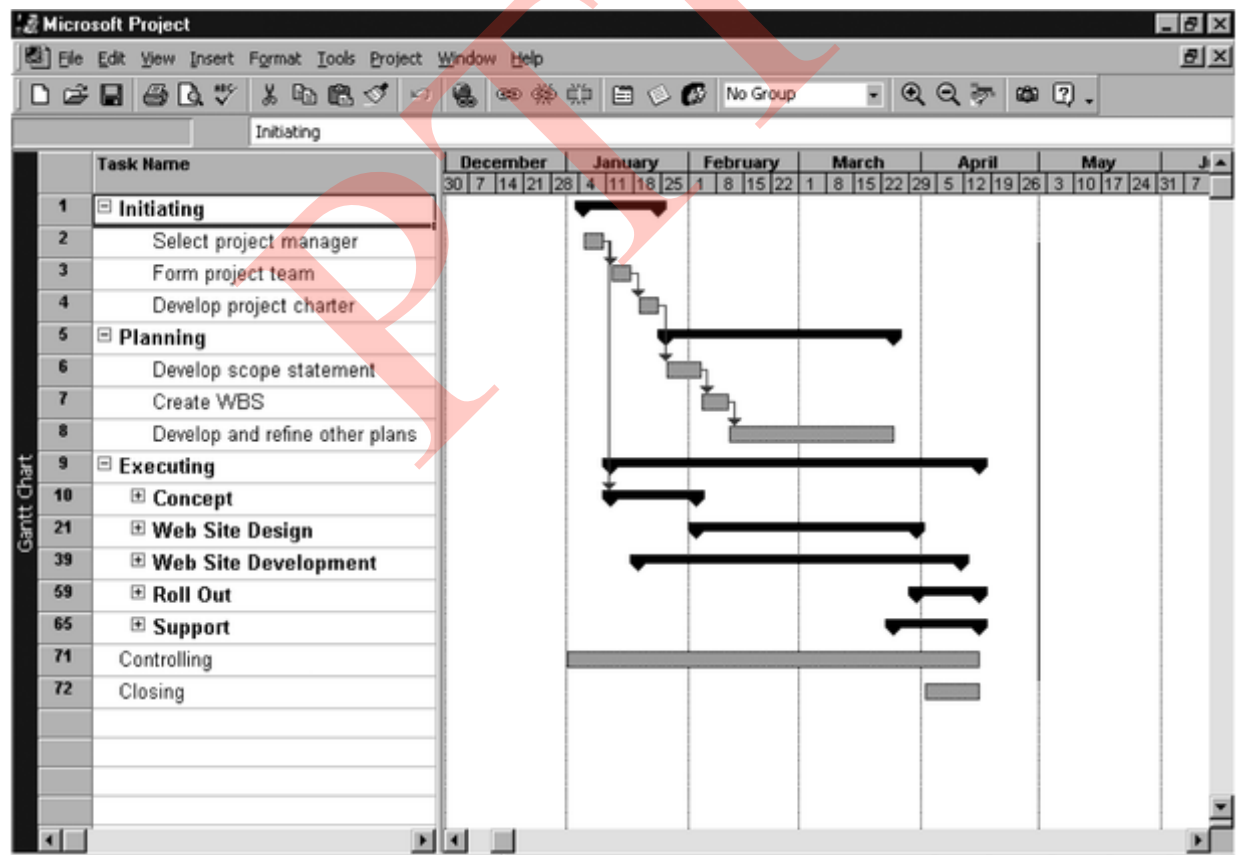 Microsoft Project
File Edit View Insert Format Tools Project Window Help
No Group
Initiating
Task Name December January February March April May J
30 7 14 21 28 4 11 18 25 1 8 15 22 1 8 15 22 29 5 12 19 26 3 10 17 24 31 7
1 Initiating
2 Select project manager
3 Form project team
4 Develop project charter
5 Planning
6 Develop scope statement
7 Create WBS
8 Develop and refine other plans
9 Executing
10 Concept
21 Web Site Design
39 Web Site Development
59 Roll Out
65 Support
71 Controlling
72 Closing
Gantt Chart